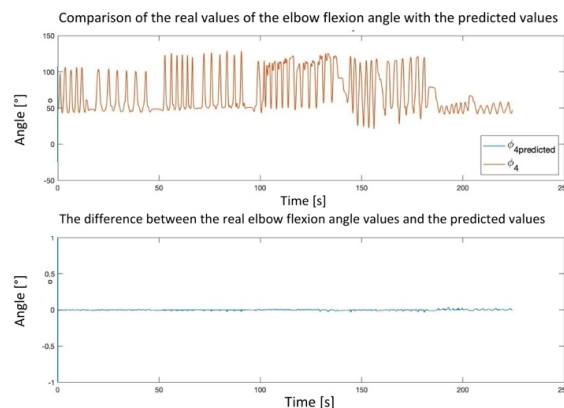 Comparison of the real values of the elbow flexion angle with the predicted values
150
100
50
0
-50
0 50 100 150 200 250
Angle [°]
Time [s]
ϕ4predicted
ϕ4
The difference between the real elbow flexion angle values and the predicted values
1
0.5
0
-0.5
-1
0 50 100 150 200 250
Angle [°]
Time [s]